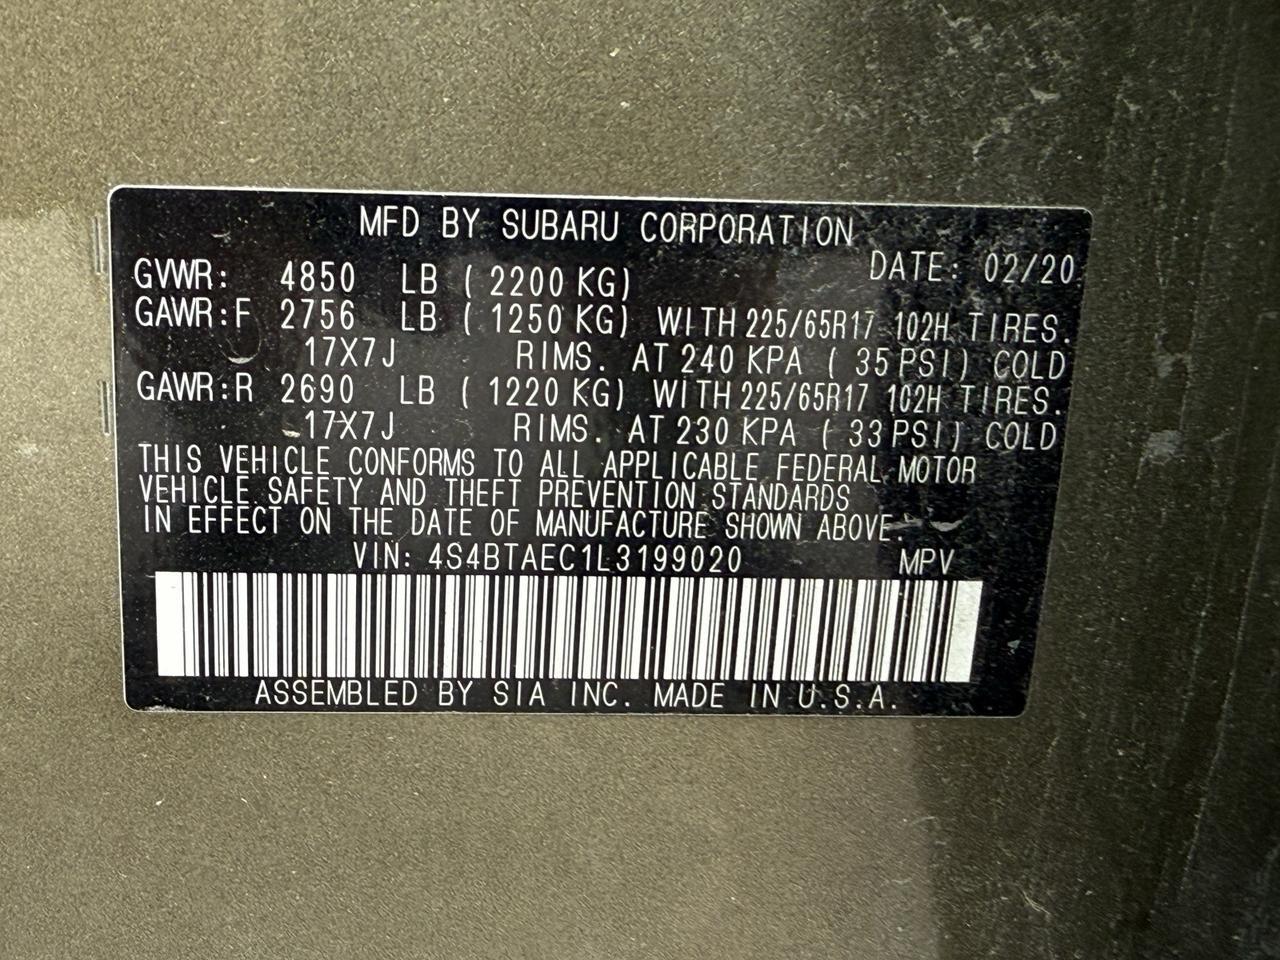 MFD BY SUBARU CORPORATION
DATE: 02/20
GVWR: 4850 LB ( 2200 KG)
GAWR:F 2756 LB ( 1250 KG) WITH 225/65R17 102H TIRES.
17X7J RIMS. AT 240 KPA ( 35 PSI) COLD
GAWR:R 2690 LB ( 1220 KG) WITH 225/65R17 102H TIRES.
17X7J RIMS. AT 230 KPA ( 33 PSI) COLD
THIS VEHICLE CONFORMS TO ALL APPLICABLE FEDERAL MOTOR
VEHICLE SAFETY AND THEFT PREVENTION STANDARDS
IN EFFECT ON THE DATE OF MANUFACTURE SHOWN ABOVE.
VIN: 4S4BTAEC1L3199020 MPV
ASSEMBLED BY SIA INC. MADE IN U.S.A.